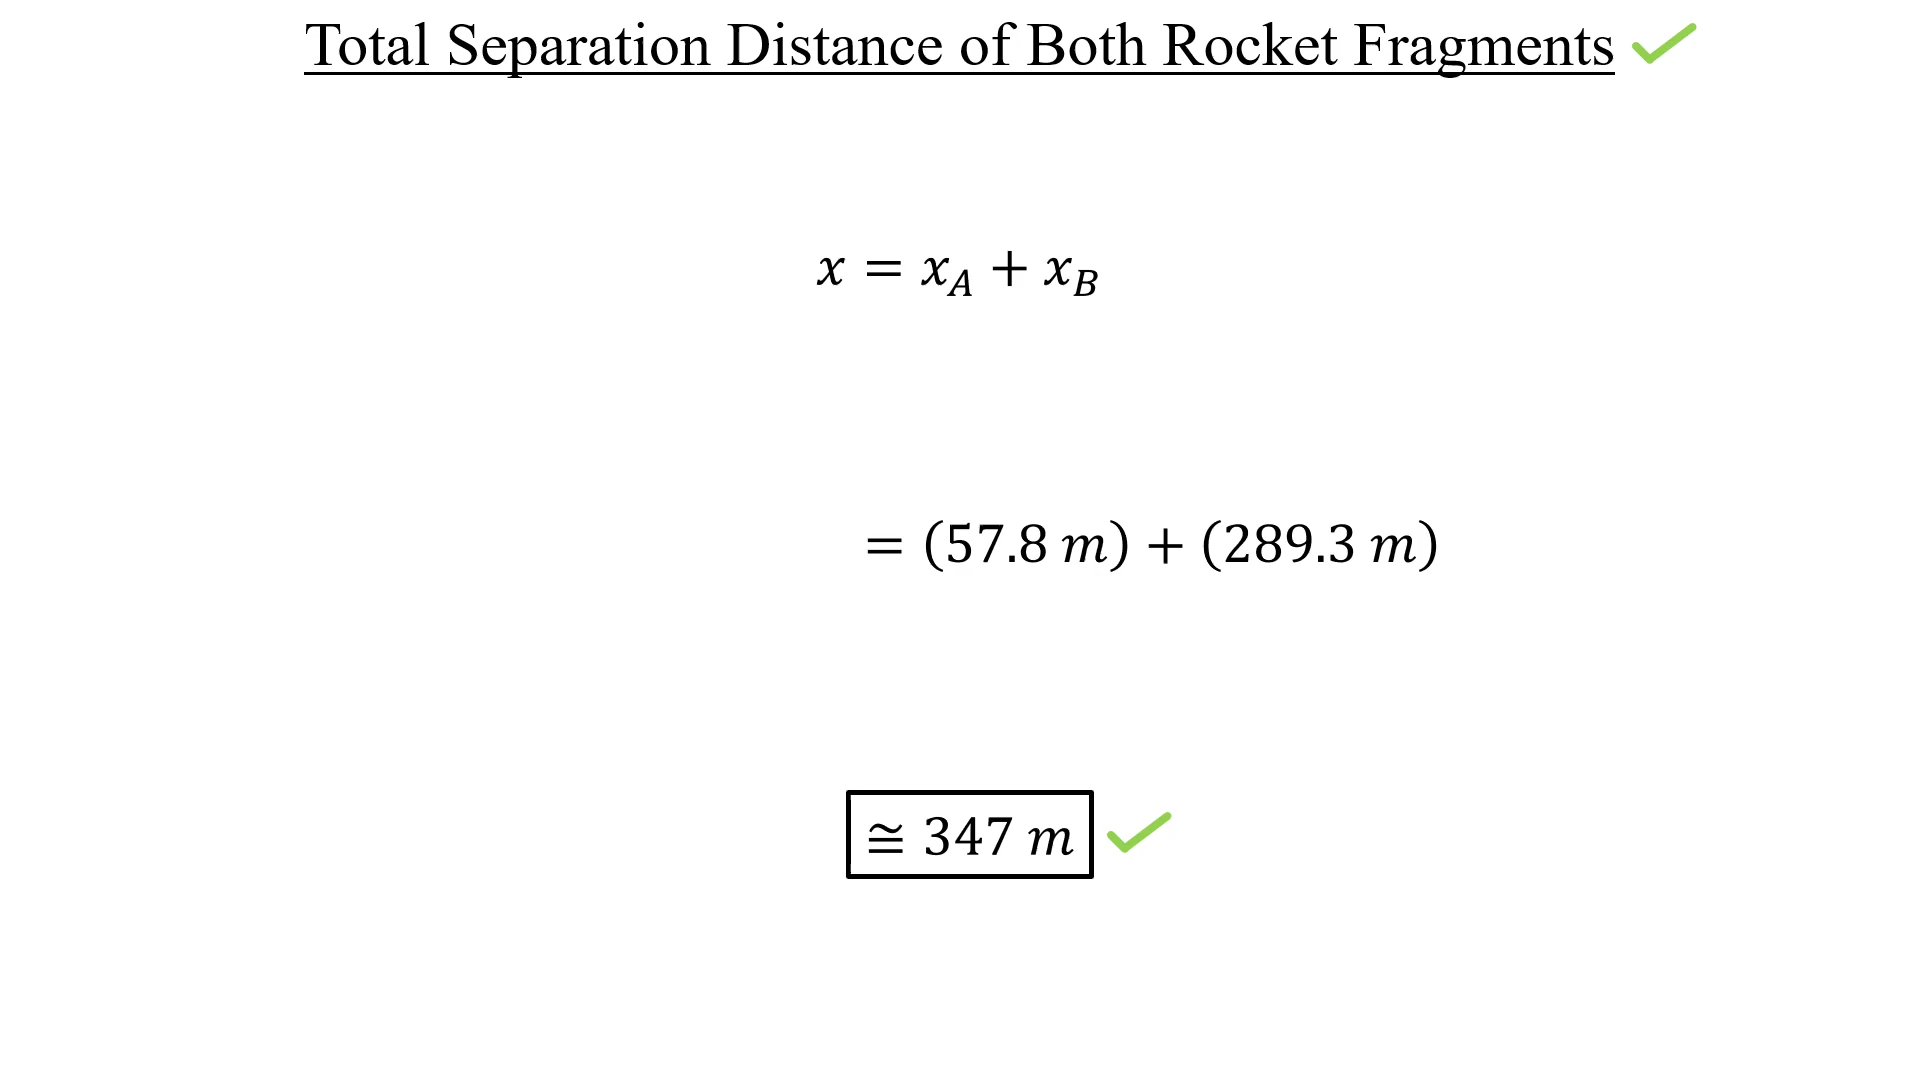 Total Separation Distance of Both Rocket Fragments
x = x_A + x_B
= (57.8 m) + (289.3 m)
≅ 347 m